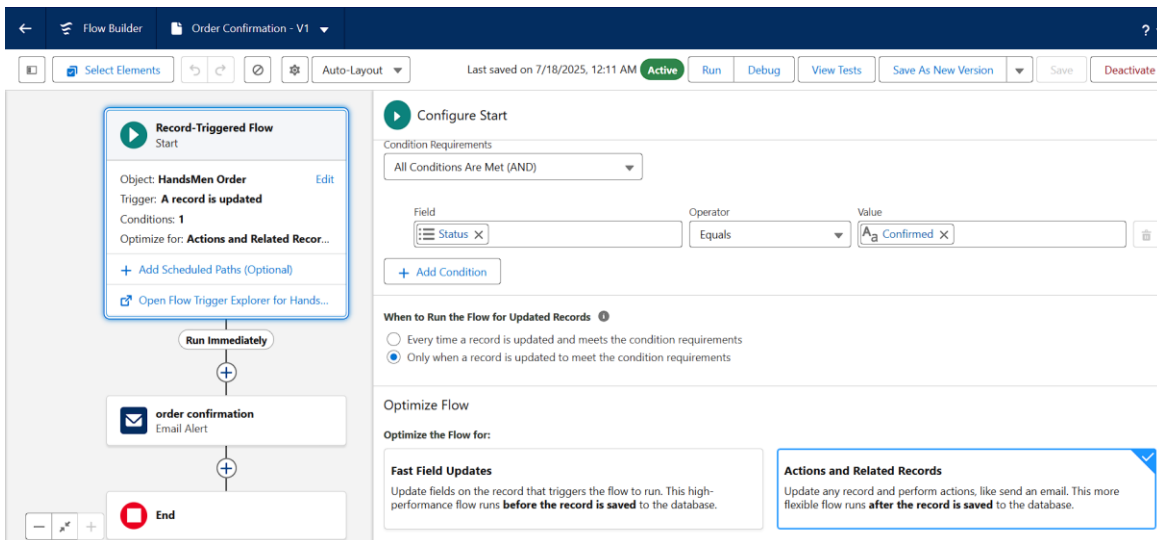 Flow Builder
Order Confirmation - V1
?
Select Elements
Auto-Layout
Last saved on 7/18/2025, 12:11 AM
Active
Run
Debug
View Tests
Save As New Version
Save
Deactivate
Record-Triggered Flow
Start
Object: HandsMen Order
Edit
Trigger: A record is updated
Conditions: 1
Optimize for: Actions and Related Recor...
+ Add Scheduled Paths (Optional)
Open Flow Trigger Explorer for Hands...
Run Immediately
order confirmation
Email Alert
End
Configure Start
Condition Requirements
All Conditions Are Met (AND)
Field
Operator
Value
Status
Equals
Aa Confirmed
+ Add Condition
When to Run the Flow for Updated Records
Every time a record is updated and meets the condition requirements
Only when a record is updated to meet the condition requirements
Optimize Flow
Optimize the Flow for:
Fast Field Updates
Update fields on the record that triggers the flow to run. This high-
performance flow runs before the record is saved to the database.
Actions and Related Records
Update any record and perform actions, like send an email. This more
flexible flow runs after the record is saved to the database.